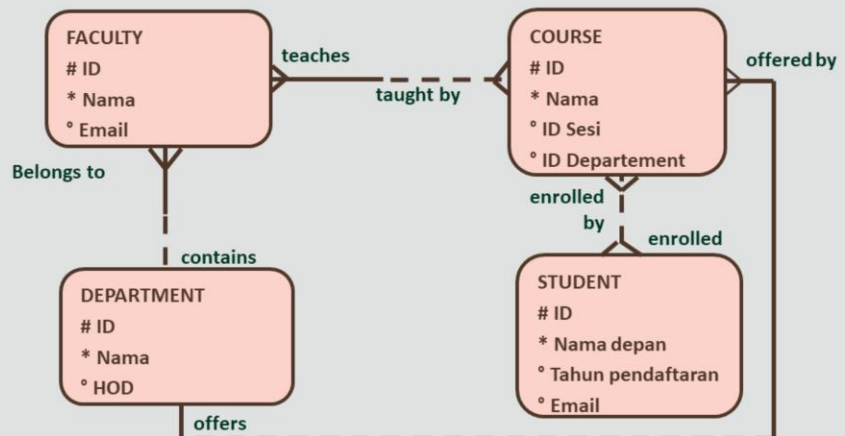 FACULTY
# ID
* Nama
° Email
teaches
taught by
COURSE
# ID
* Nama
° ID Sesi
° ID Departement
offered by
Belongs to
contains
enrolled
by
enrolled
DEPARTMENT
# ID
* Nama
° HOD
offers
STUDENT
# ID
* Nama depan
° Tahun pendaftaran
° Email